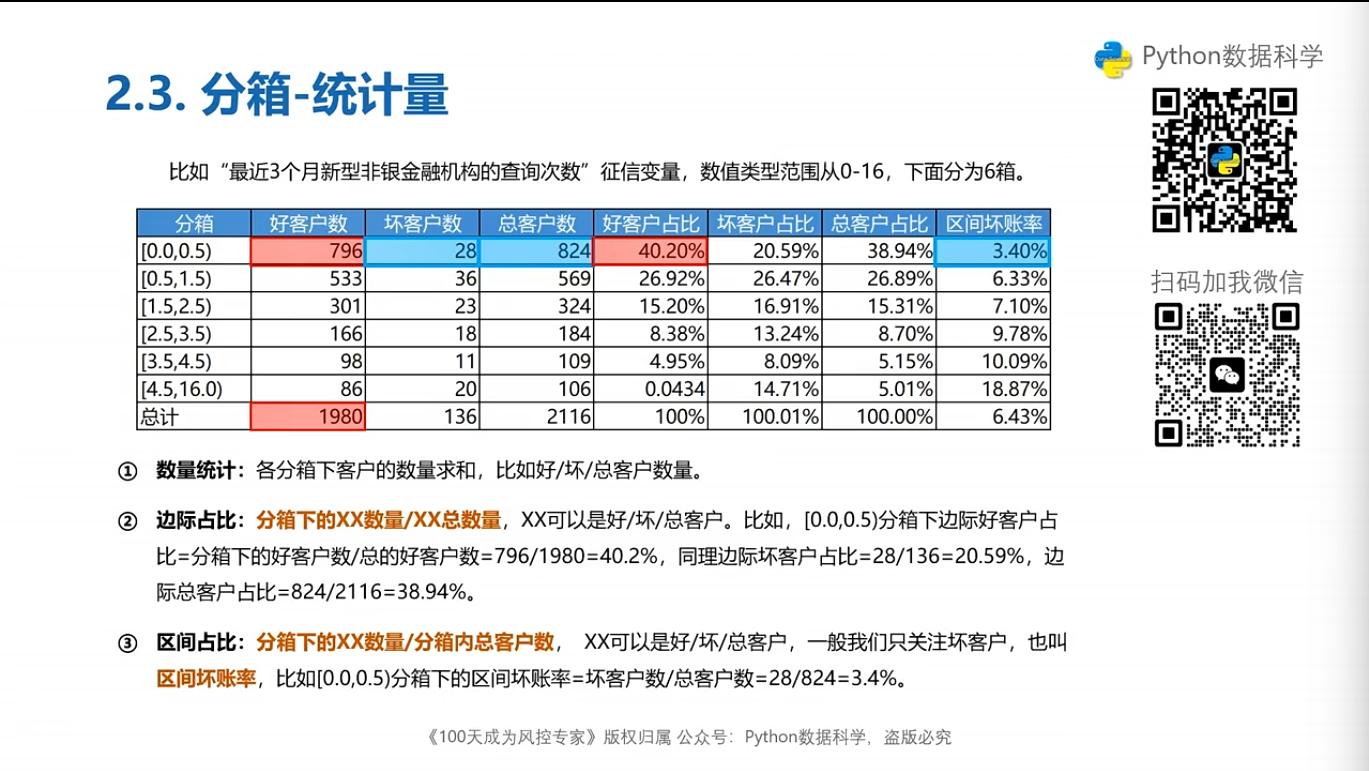 Python数据科学
2.3. 分箱-统计量
比如“最近3个月新型非银金融机构的查询次数”征信变量，数值类型范围从0-16，下面分为6箱。
分箱 好客户数 坏客户数 总客户数 好客户占比 坏客户占比 总客户占比 区间坏账率
[0.0,0.5) 796 28 824 40.20% 20.59% 38.94% 3.40%
[0.5,1.5) 533 36 569 26.92% 26.47% 26.89% 6.33%
[1.5,2.5) 301 23 324 15.20% 16.91% 15.31% 7.10%
[2.5,3.5) 166 18 184 8.38% 13.24% 8.70% 9.78%
[3.5,4.5) 98 11 109 4.95% 8.09% 5.15% 10.09%
[4.5,16.0) 86 20 106 0.0434 14.71% 5.01% 18.87%
总计 1980 136 2116 100% 100.01% 100.00% 6.43%
扫码加我微信
① 数量统计：各分箱下客户的数量求和，比如好/坏/总客户数量。
② 边际占比：分箱下的XX数量/XX总数量，XX可以是好/坏/总客户。比如，[0.0,0.5)分箱下边际好客户占
比=分箱下的好客户数/总的好客户数=796/1980=40.2%，同理边际坏客户占比=28/136=20.59%，边
际总客户占比=824/2116=38.94%。
③ 区间占比：分箱下的XX数量/分箱内总客户数， XX可以是好/坏/总客户，一般我们只关注坏客户，也叫
区间坏账率，比如[0.0,0.5)分箱下的区间坏账率=坏客户数/总客户数=28/824=3.4%。
《100天成为风控专家》版权归属 公众号：Python数据科学，盗版必究